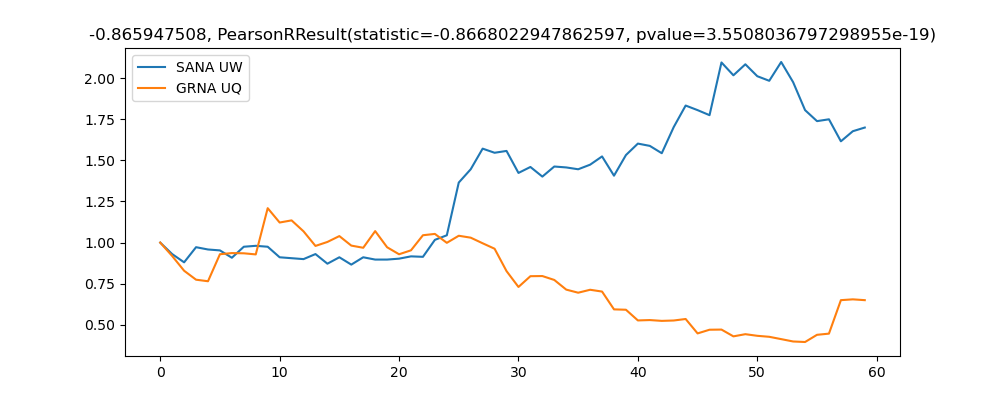 -0.865947508, PearsonRResult(statistic=-0.8668022947862597, pvalue=3.5508036797298955e-19)
SANA UW
GRNA UQ
2.00
1.75
1.50
1.25
1.00
0.75
0.50
0 10 20 30 40 50 60